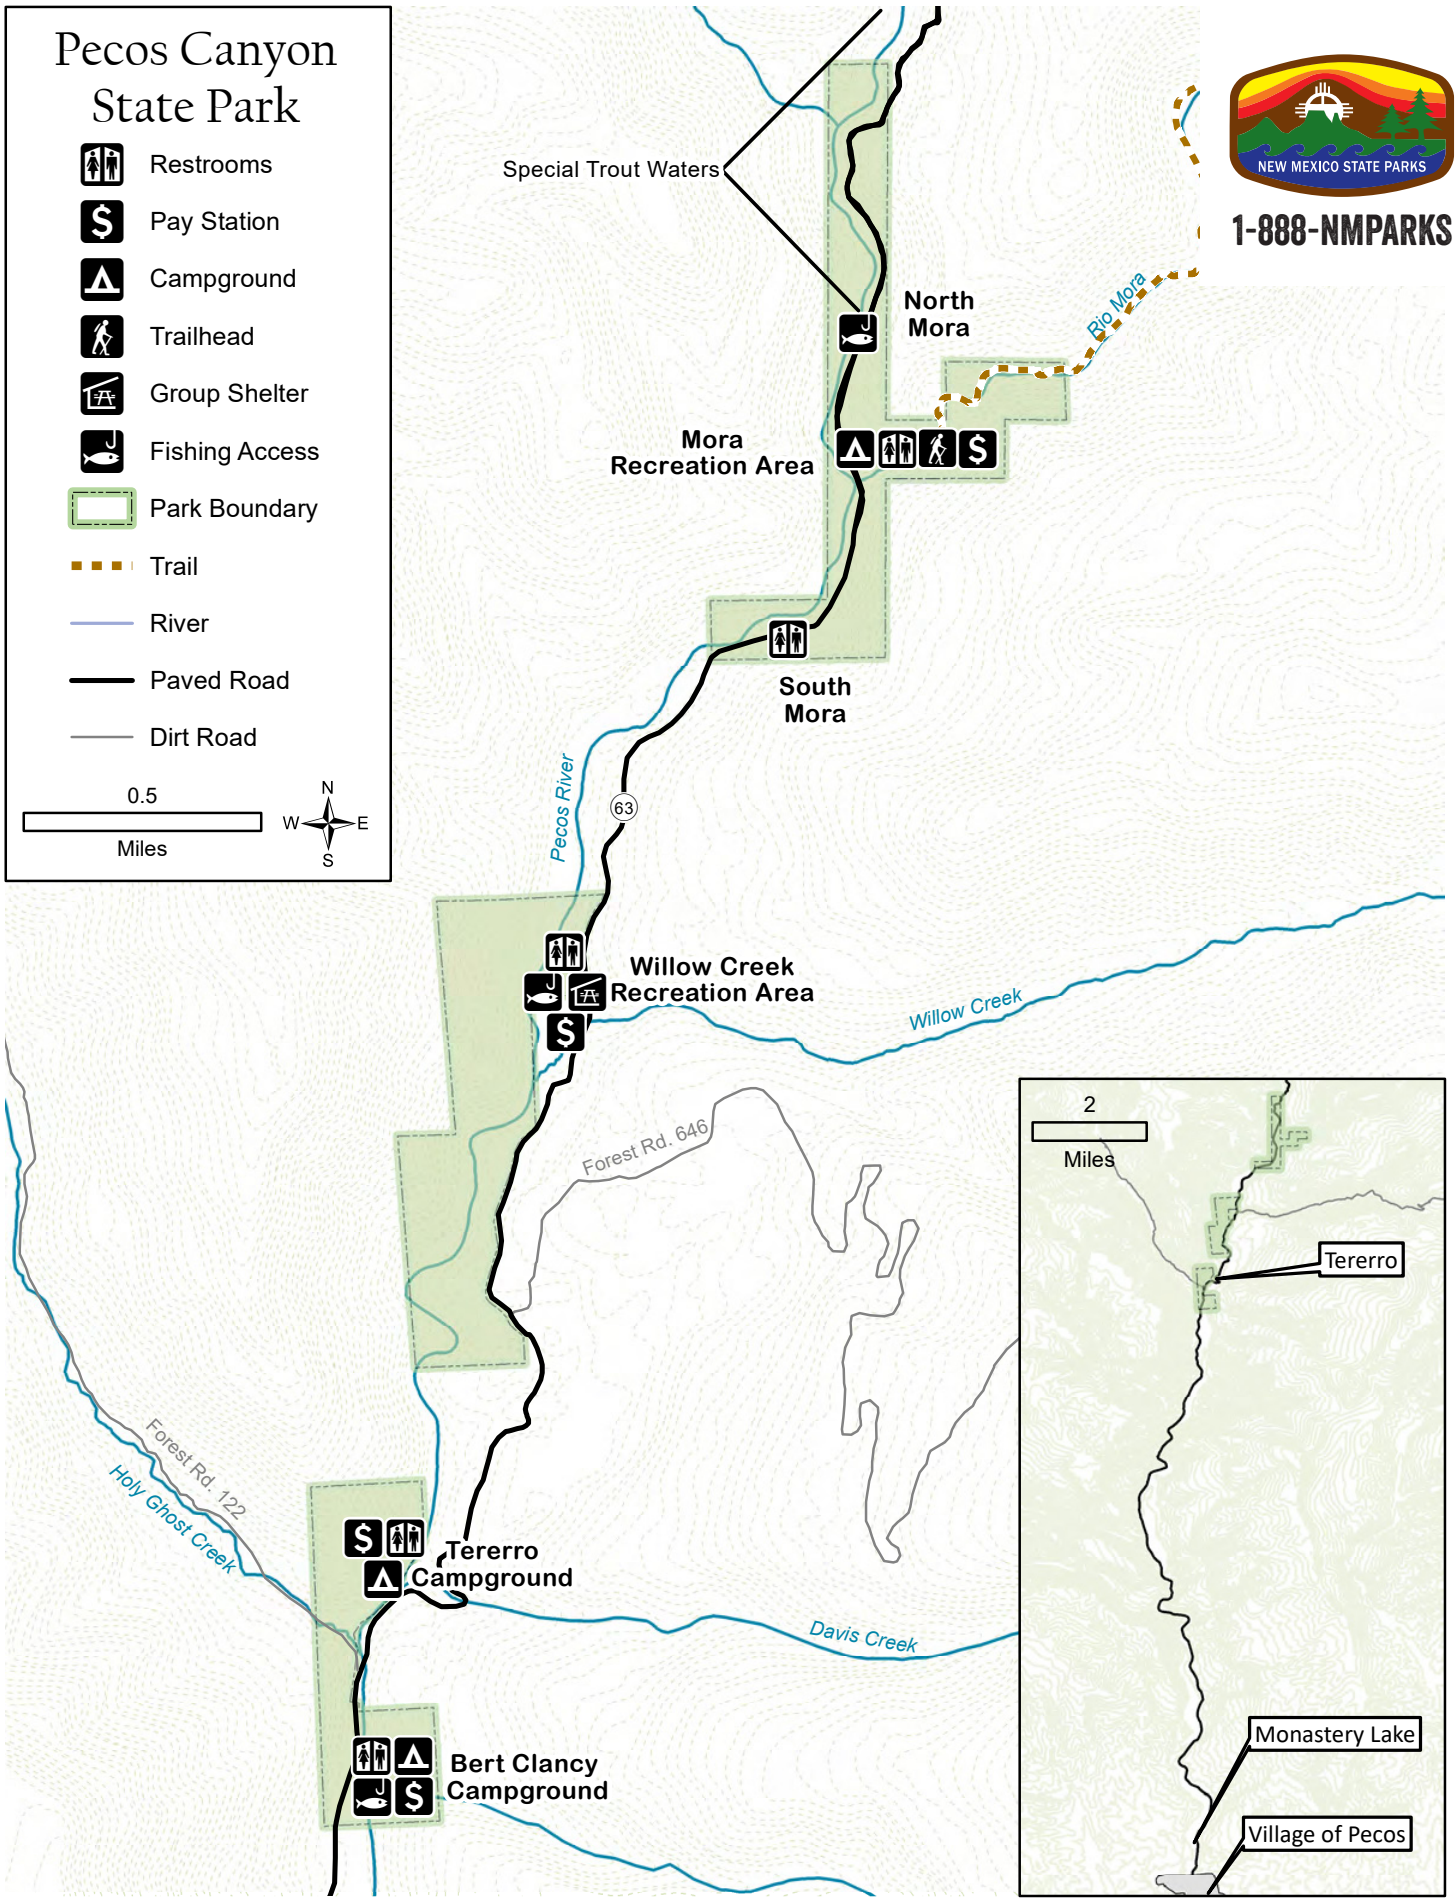 Pecos Canyon
State Park
Restrooms
Pay Station
Campground
Trailhead
Group Shelter
Fishing Access
Park Boundary
Trail
River
Paved Road
Dirt Road
0.5
Miles
N
W
E
S
NEW MEXICO STATE PARKS
1-888-NMPARKS
Special Trout Waters
North
Mora
Rio Mora
Mora
Recreation Area
South
Mora
Pecos River
63
Willow Creek
Recreation Area
Willow Creek
Forest Rd. 646
Forest Rd. 122
Holy Ghost Creek
Tererro
Campground
Davis Creek
Bert Clancy
Campground
2
Miles
Tererro
Monastery Lake
Village of Pecos